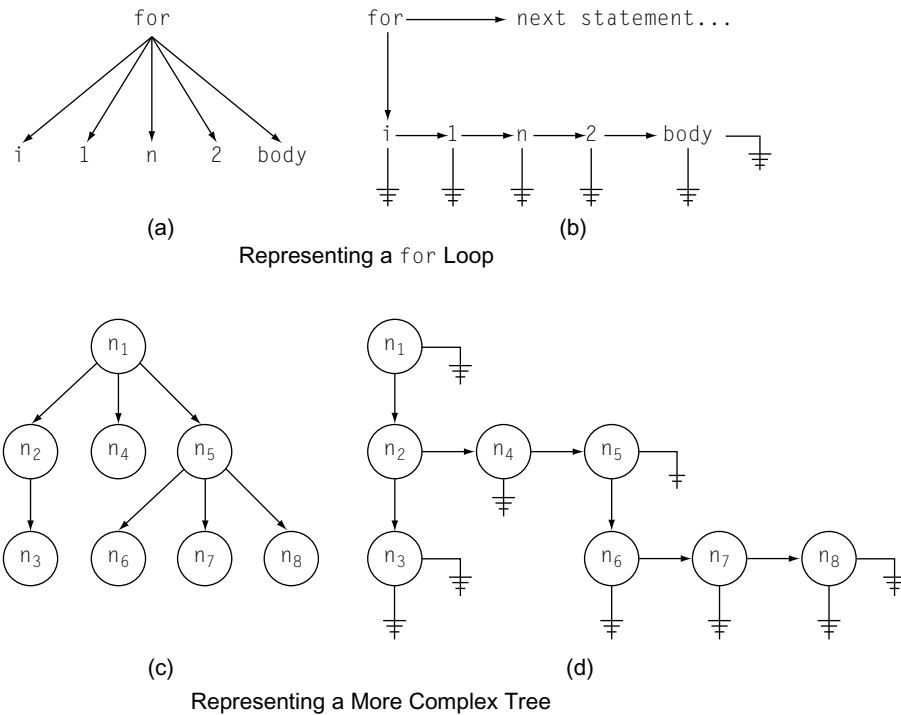 for
i 1 n 2 body
(a)
for next statement...
i 1 n 2 body
(b)
Representing a for Loop
n1
n2 n4 n5
n3 n6 n7 n8
(c)
n1
n2 n4 n5
n3 n6 n7 n8
(d)
Representing a More Complex Tree